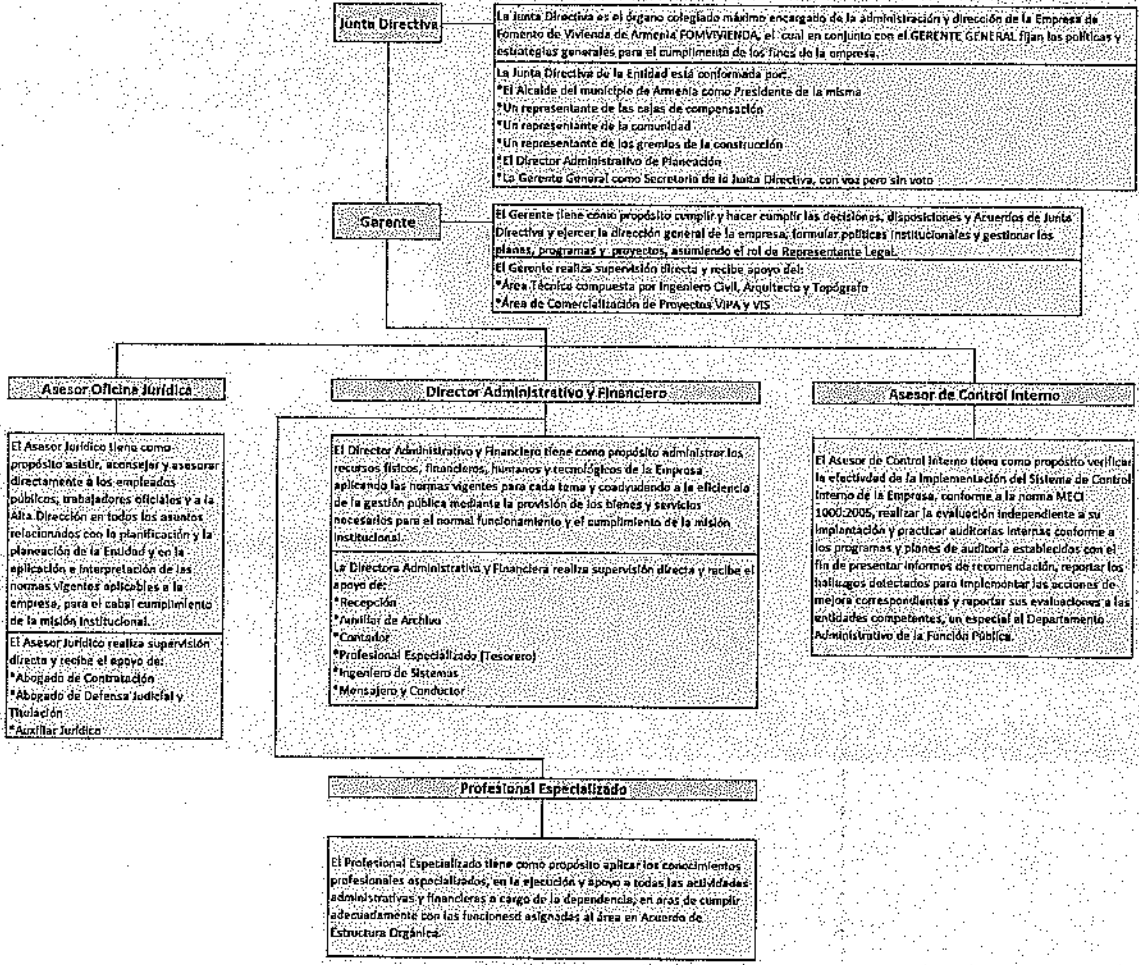 Junta Directiva
La Junta Directiva es el órgano colegiado máximo encargado de la administración y dirección de la Empresa de
Fomento de Vivienda de Armenia FOMVIVIENDA, el cual en conjunto con el GERENTE GENERAL fijan las políticas y
estrategias generales para el cumplimento de los fines de la empresa.
La Junta Directiva de la Entidad está conformada por:
*El Alcalde del municipio de Armenia como Presidente de la misma
*Un representante de las cajas de compensación
*Un representante de la comunidad
*Un representante de los gremios de la construcción
*El Director Administrativo de Planeación
*La Gerente General como Secretaria de la Junta Directiva, con voz pero sin voto
Gerente
El Gerente tiene como propósito cumplir y hacer cumplir las decisiones, disposiciones y Acuerdos de Junta
Directiva y ejercer la dirección general de la empresa, formular políticas institucionales y gestionar los
planes, programas y proyectos, asumiendo el rol de Representante Legal.
El Gerente realiza supervisión directa y recibe apoyo del:
*Área Técnica compuesta por Ingeniero Civil, Arquitecto y Topógrafo
*Área de Comercialización de Proyectos VIPA y VIS
Asesor Oficina Jurídica
El Asesor Jurídico tiene como
propósito asistir, aconsejar y asesorar
directamente a los empleados
públicos, trabajadores oficiales y a la
Alta Dirección en todos los asuntos
relacionados con la planificación y la
planeación de la Entidad y en la
aplicación e interpretación de las
normas vigentes aplicables a la
empresa, para el cabal cumplimiento
de la misión institucional.
El Asesor Jurídico realiza supervisión
directa y recibe el apoyo de:
*Abogado de Contratación
*Abogado de Defensa Judicial y
Titulación
*Auxiliar Jurídico
Director Administrativo y Financiero
El Director Administrativo y Financiero tiene como propósito administrar los
recursos físicos, financieros, humanos y tecnológicos de la Empresa
aplicando las normas vigentes para cada tema y coadyudando a la eficiencia
de la gestión pública mediante la provisión de los bienes y servicios
necesarios para el normal funcionamiento y el cumplimiento de la misión
institucional.
La Directora Administrativa y Financiera realiza supervisión directa y recibe el
apoyo de:
*Recepción
*Auxiliar de Archivo
*Contador
*Profesional Especializado (Tesorero)
*Ingeniero de Sistemas
*Mensajero y Conductor
Asesor de Control Interno
El Asesor de Control Interno tiene como propósito verificar
la efectividad de la Implementación del Sistema de Control
Interno de la Empresa, conforme a la norma MECI
1000:2005, realizar la evaluación independiente a su
implantación y practicar auditorías internas conforme a
los programas y planes de auditoría establecidos con el
fin de presentar informes de recomendación, reportar los
hallazgos detectados para implementar las acciones de
mejora correspondientes y reportar sus evaluaciones a las
entidades competentes, en especial el Departamento
Administrativo de la Función Pública.
Profesional Especializado
El Profesional Especializado tiene como propósito aplicar los conocimientos
profesionales especializados, en la ejecución y apoyo a todas las actividades
administrativas y financieras a cargo de la dependencia, en aras de cumplir
adecuadamente con las funcionesd asignadas al área en Acuerdo de
Estructura Orgánica.